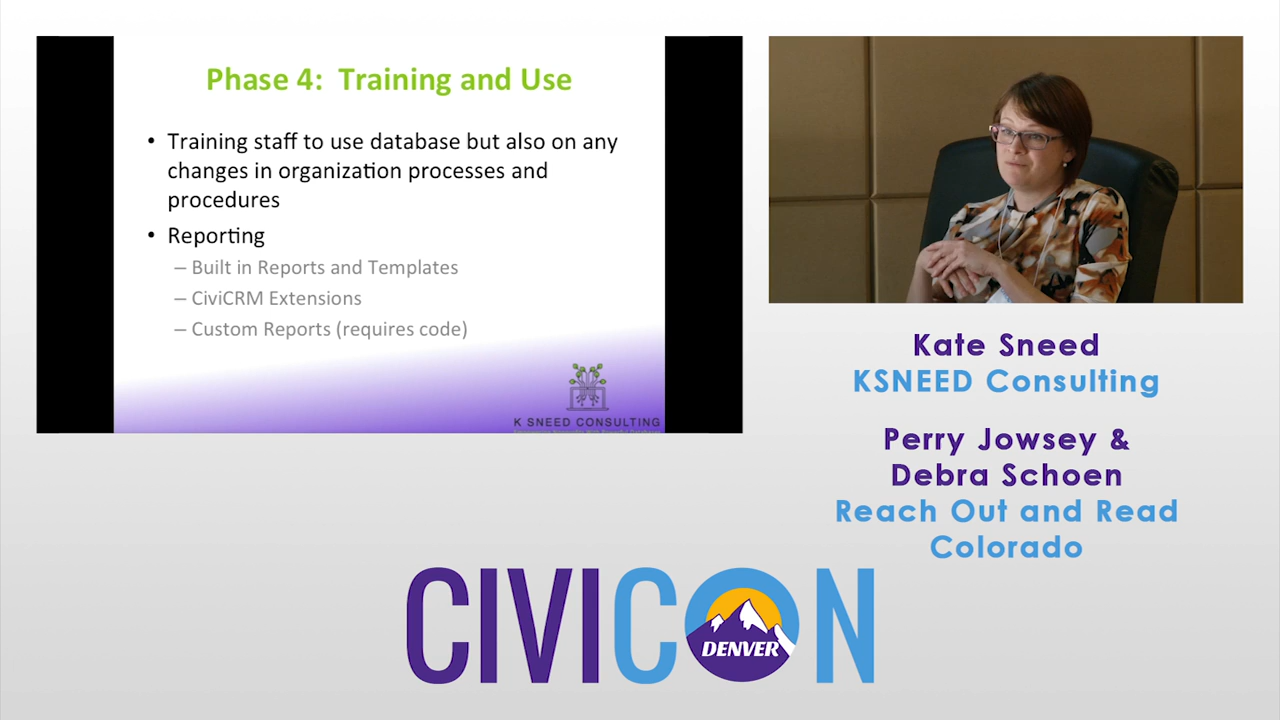 Phase 4: Training and Use
• Training staff to use database but also on any
changes in organization processes and
procedures
• Reporting
– Built in Reports and Templates
– CiviCRM Extensions
– Custom Reports (requires code)
K SNEED CONSULTING
Kate Sneed
KSNEED Consulting
Perry Jowsey &
Debra Schoen
Reach Out and Read
Colorado
CIVICON
DENVER